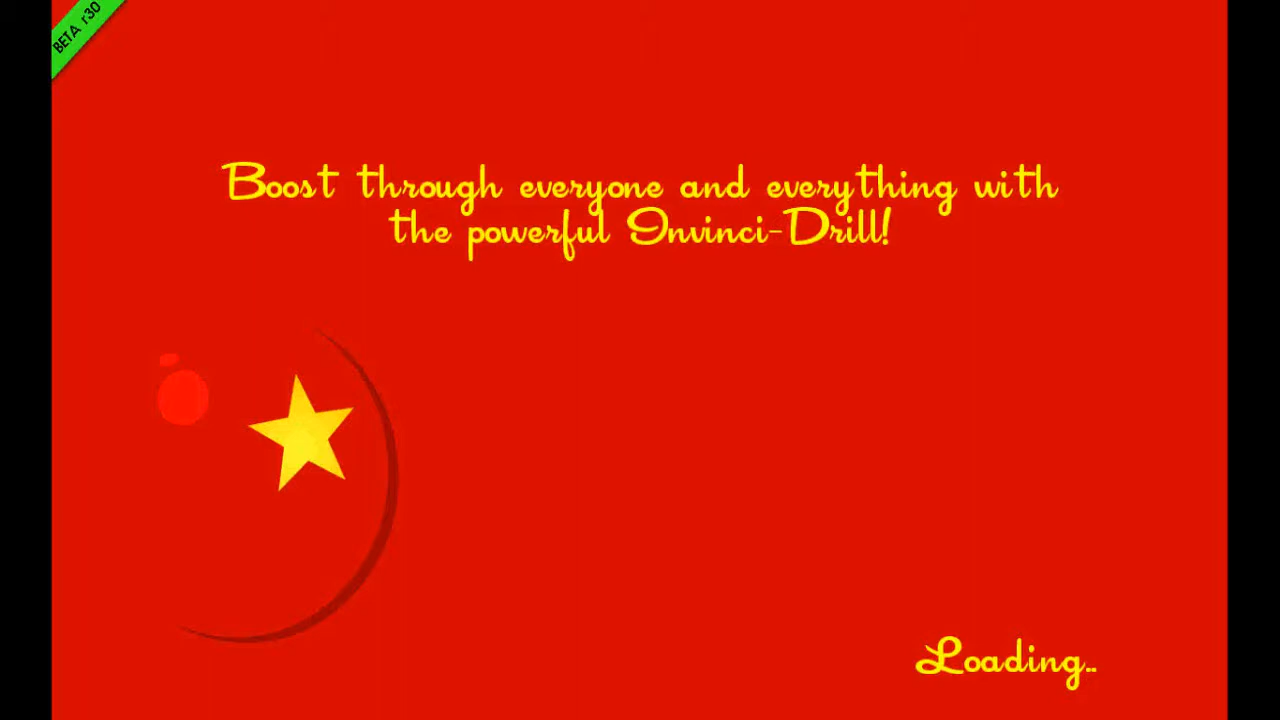 BETA r30
Boost through everyone and everything with
the powerful Invinci-Drill!
Loading..